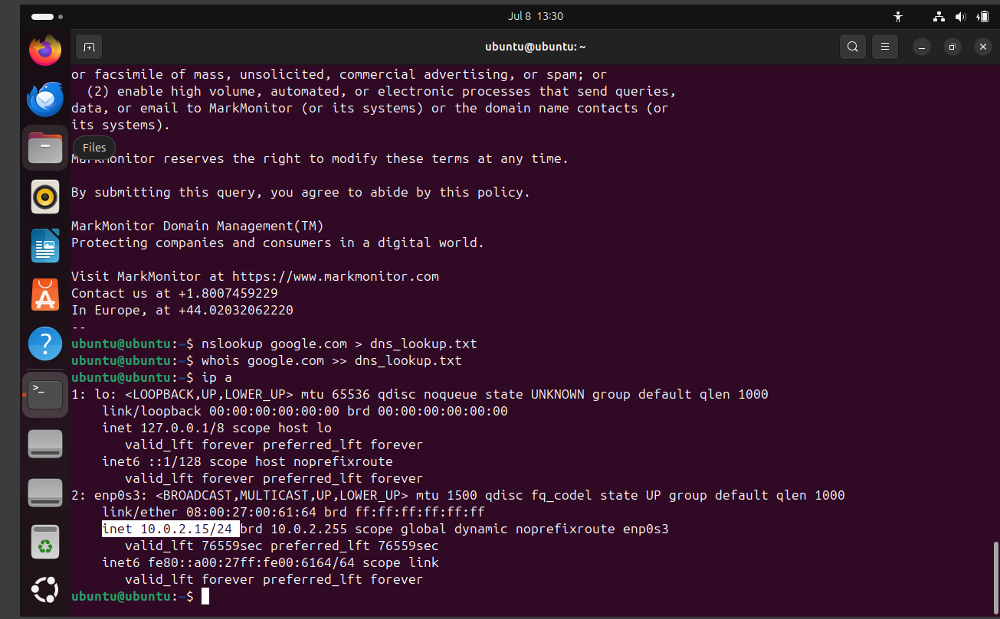 Jul 8 13:30
ubuntu@ubuntu: ~
or facsimile of mass, unsolicited, commercial advertising, or spam; or
  (2) enable high volume, automated, or electronic processes that send queries,
data, or email to MarkMonitor (or its systems) or the domain name contacts (or
its systems).
Files
MarkMonitor reserves the right to modify these terms at any time.
By submitting this query, you agree to abide by this policy.
MarkMonitor Domain Management(TM)
Protecting companies and consumers in a digital world.
Visit MarkMonitor at https://www.markmonitor.com
Contact us at +1.8007459229
In Europe, at +44.02032062220
--
ubuntu@ubuntu:~$ nslookup google.com > dns_lookup.txt
ubuntu@ubuntu:~$ whois google.com >> dns_lookup.txt
ubuntu@ubuntu:~$ ip a
1: lo: <LOOPBACK,UP,LOWER_UP> mtu 65536 qdisc noqueue state UNKNOWN group default qlen 1000
    link/loopback 00:00:00:00:00:00 brd 00:00:00:00:00:00
    inet 127.0.0.1/8 scope host lo
       valid_lft forever preferred_lft forever
    inet6 ::1/128 scope host noprefixroute
       valid_lft forever preferred_lft forever
2: enp0s3: <BROADCAST,MULTICAST,UP,LOWER_UP> mtu 1500 qdisc fq_codel state UP group default qlen 1000
    link/ether 08:00:27:00:61:64 brd ff:ff:ff:ff:ff:ff
    inet 10.0.2.15/24 brd 10.0.2.255 scope global dynamic noprefixroute enp0s3
       valid_lft 76559sec preferred_lft 76559sec
    inet6 fe80::a00:27ff:fe00:6164/64 scope link
       valid_lft forever preferred_lft forever
ubuntu@ubuntu:~$